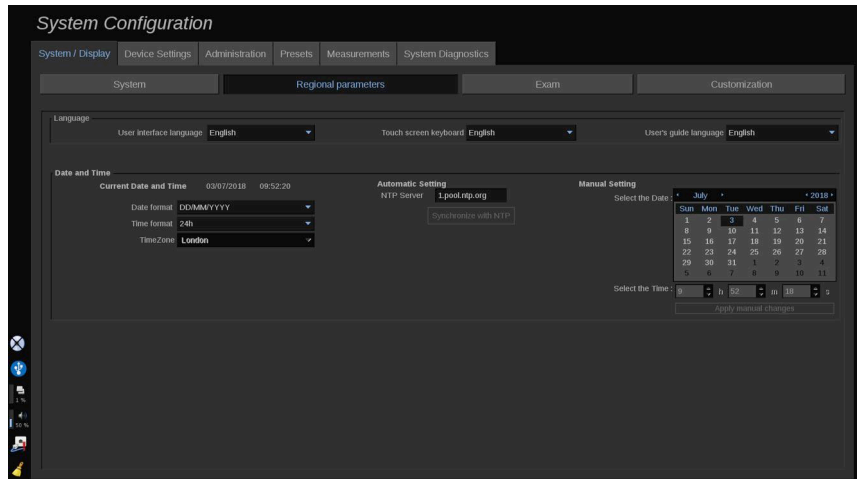 System Configuration
System / Display Device Settings Administration Presets Measurements System Diagnostics
System Regional parameters Exam Customization
Language
User interface language English Touch screen keyboard English User's guide language English
Date and Time
Current Date and Time 03/07/2018 09:52:20
Date format DD/MM/YYYY
Time format 24h
TimeZone London
Automatic Setting
NTP Server 1.pool.ntp.org
Synchronize with NTP
Manual Setting
Select the Date :
July 2018
Sun Mon Tue Wed Thu Fri Sat
1 2 3 4 5 6 7
8 9 10 11 12 13 14
15 16 17 18 19 20 21
22 23 24 25 26 27 28
29 30 31 1 2 3 4
5 6 7 8 9 10 11
Select the Time : 9 h 52 m 18 s
Apply manual changes
1 %
50 %